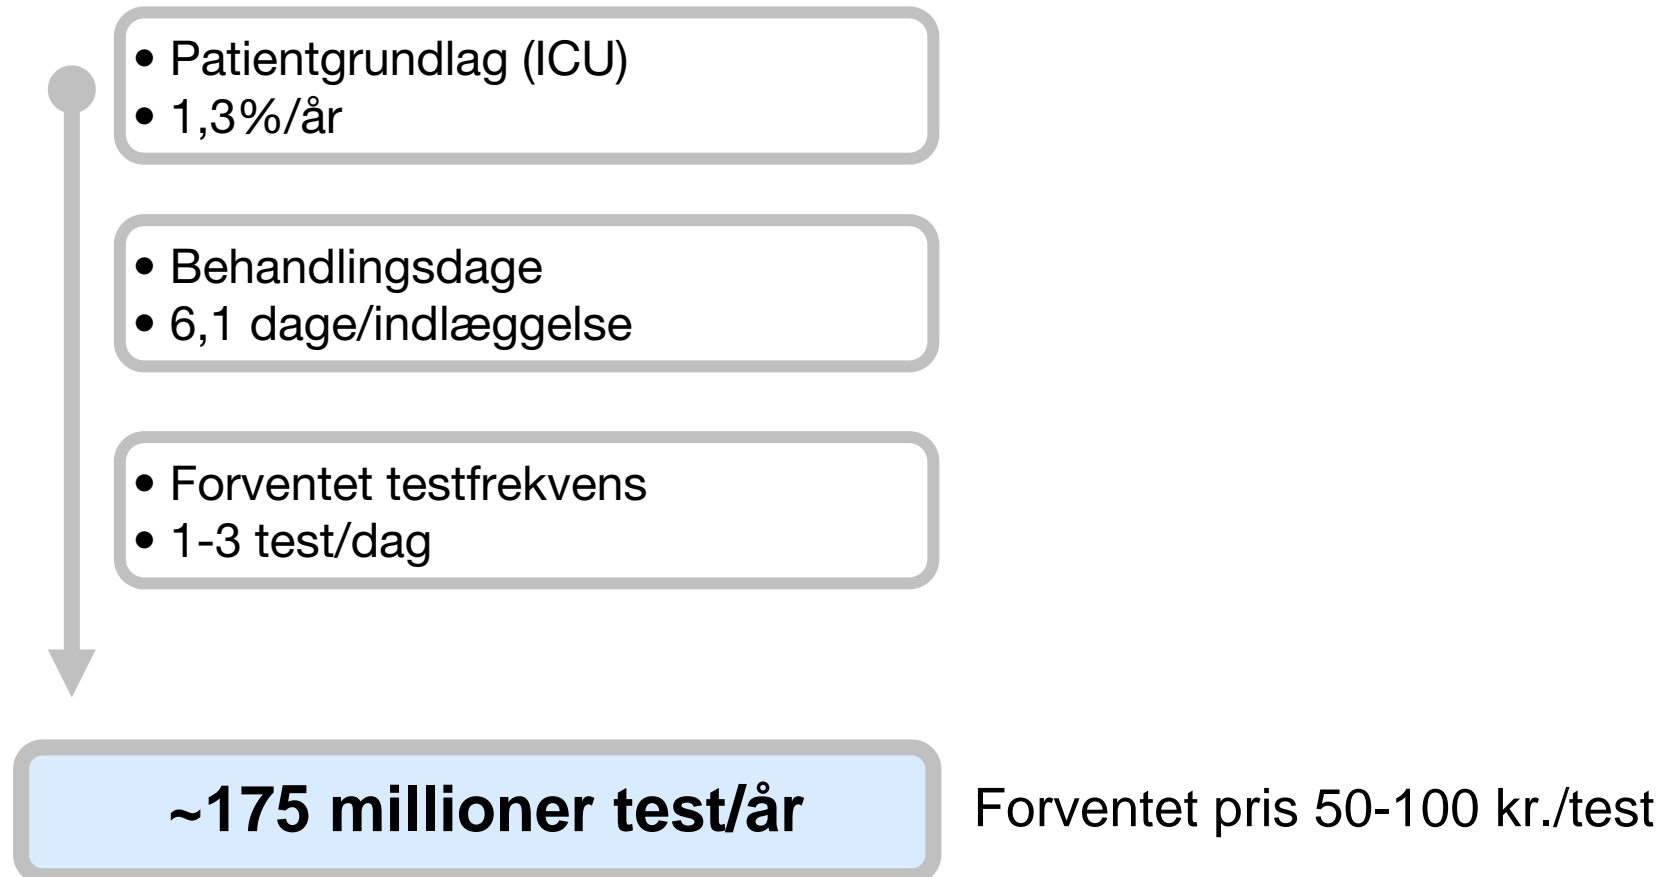 • Patientgrundlag (ICU)
• 1,3%/år
• Behandlingsdage
• 6,1 dage/indlæggelse
• Forventet testfrekvens
• 1-3 test/dag
~175 millioner test/år
Forventet pris 50-100 kr./test